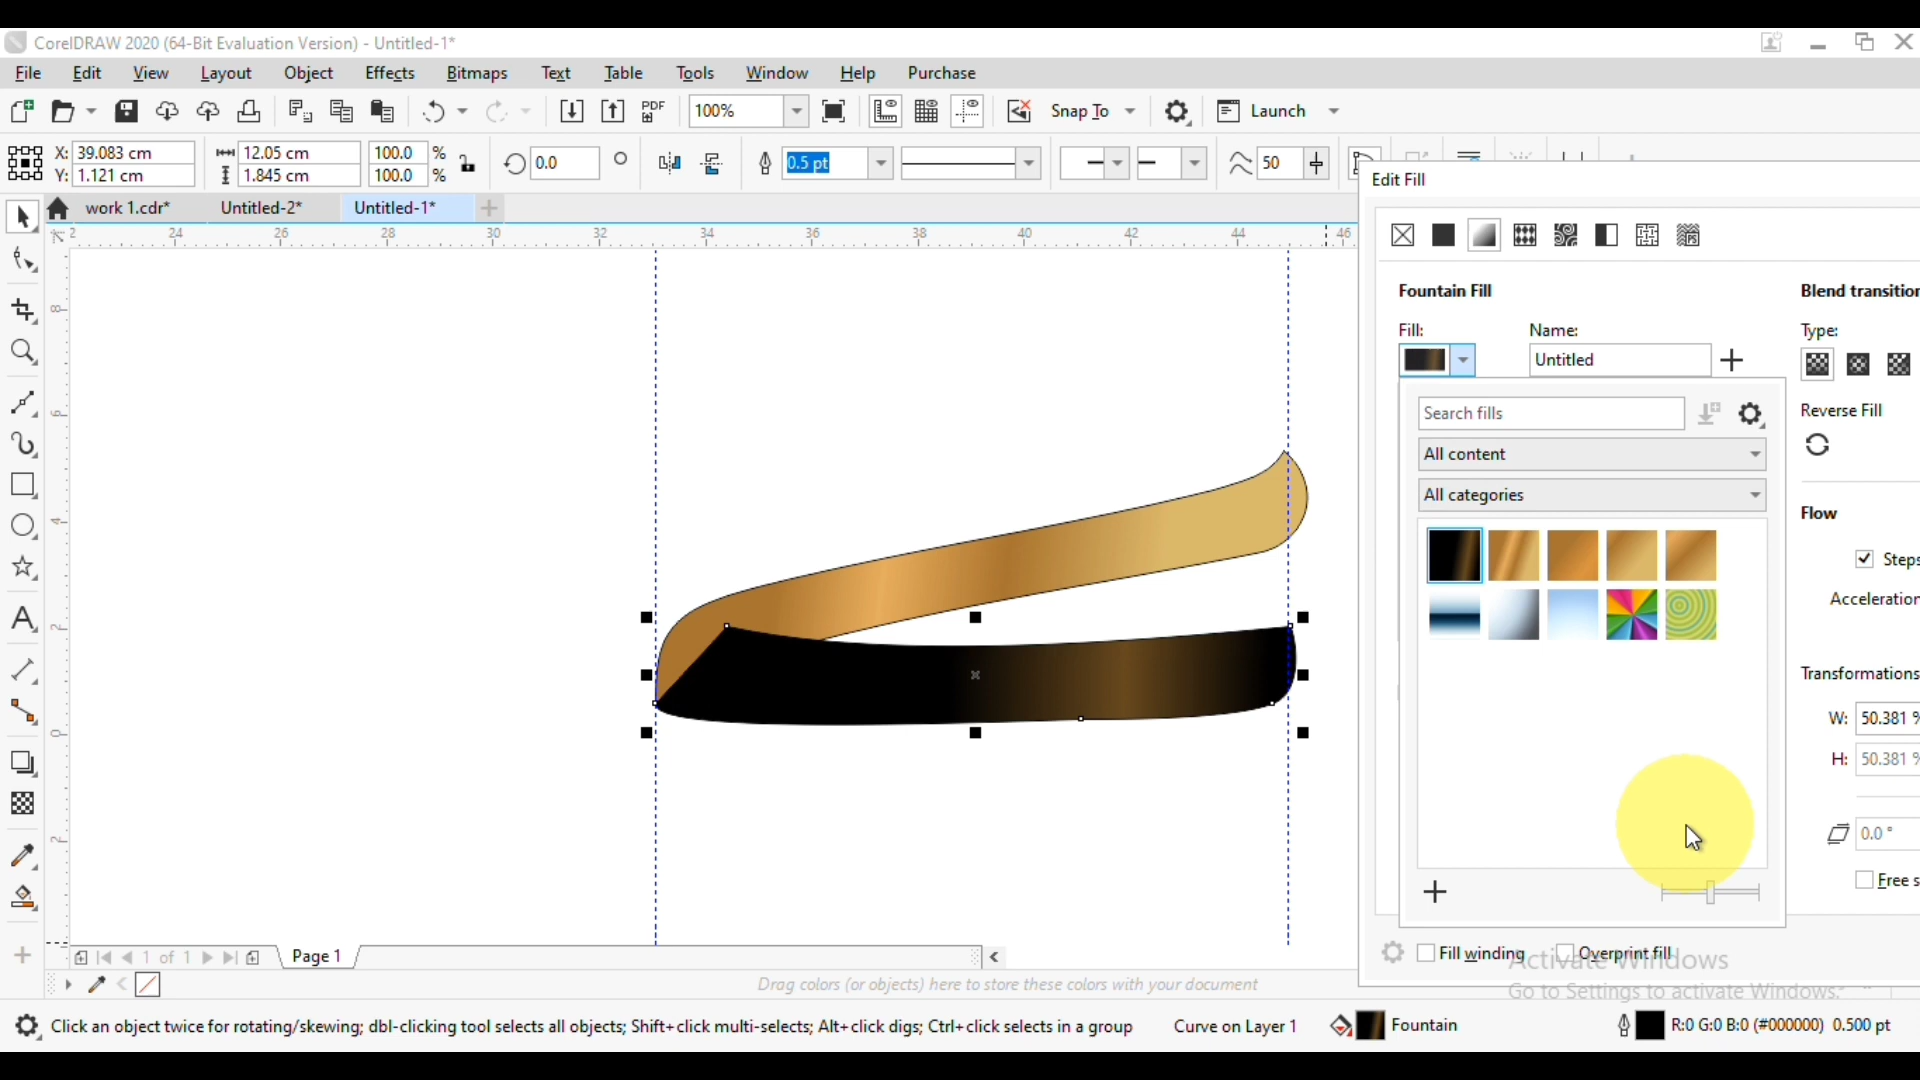 CorelDRAW 2020 (64-Bit Evaluation Version) - Untitled-1*
File Edit View Layout Object Effects Bitmaps Text Table Tools Window Help Purchase
PDF 100% Snap To Launch
X: 39.083 cm 12.05 cm 100.0 % 0.0 0.5 pt 50
Y: 1.121 cm 1.845 cm 100.0 %
Edit Fill
work 1.cdr* Untitled-2* Untitled-1*
2 24 26 28 30 32 34 36 38 40 42 44 46
8
6
4
2
0
2
Fountain Fill
Blend transition
Fill: Name: Type:
Untitled
Search fills
Reverse Fill
All content
All categories
Flow
Steps
Acceleration
Transformations
W: 50.381 %
H: 50.381 %
0.0 °
Free s
Fill winding Overprint fill
Activate Windows
Go to Settings to activate Windows.
1 of 1 Page 1
Drag colors (or objects) here to store these colors with your document
Click an object twice for rotating/skewing; dbl-clicking tool selects all objects; Shift+click multi-selects; Alt+click digs; Ctrl+click selects in a group Curve on Layer 1 Fountain R:0 G:0 B:0 (#000000) 0.500 pt